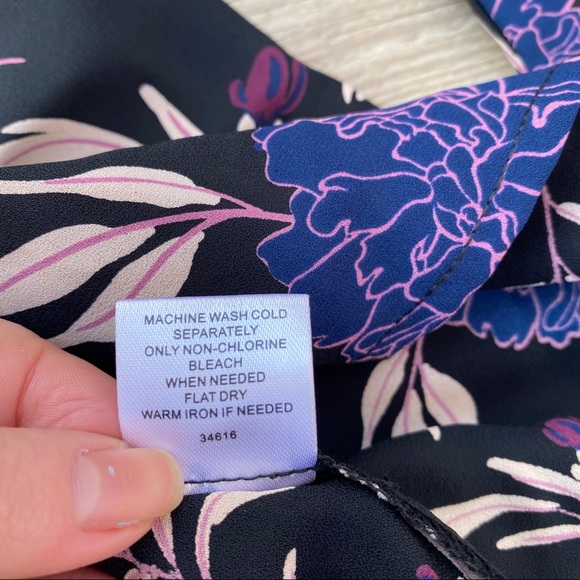 MACHINE WASH COLD
SEPARATELY
ONLY NON-CHLORINE
BLEACH
WHEN NEEDED
FLAT DRY
WARM IRON IF NEEDED
34616